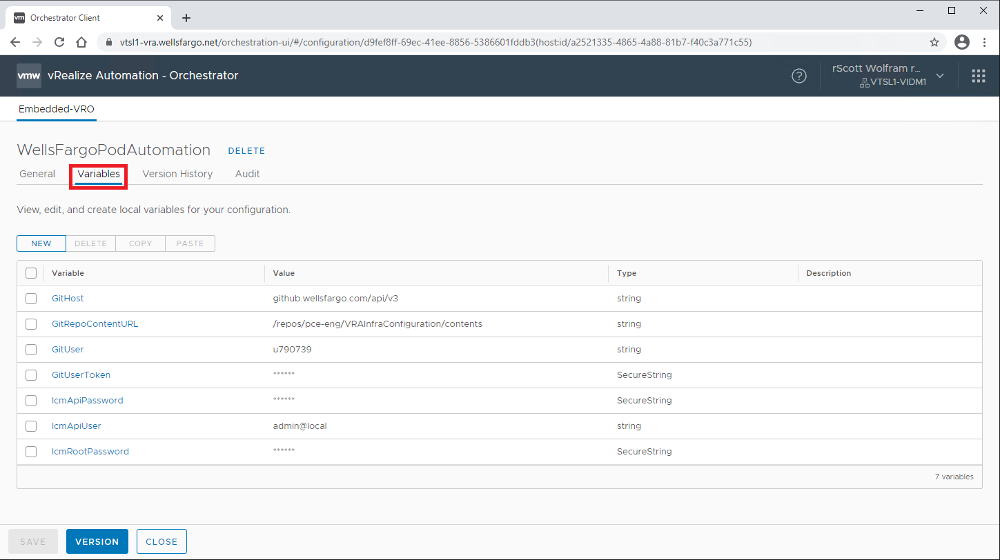 vm Orchestrator Client
vtsl1-vra.wellsfargo.net/orchestration-ui/#/configuration/d9fef8ff-69ec-41ee-8856-5386601fddb3(host:id/a2521335-4865-4a88-81b7-f40c3a771c55)
vmw vRealize Automation - Orchestrator
?
rScott Wolfram r...
VTSL1-VIDM1
Embedded-VRO
WellsFargoPodAutomation DELETE
General Variables Version History Audit
View, edit, and create local variables for your configuration.
NEW DELETE COPY PASTE
Variable Value Type Description
GitHost github.wellsfargo.com/api/v3 string
GitRepoContentURL /repos/pce-eng/VRAInfraConfiguration/contents string
GitUser u790739 string
GitUserToken ****** SecureString
IcmApiPassword ****** SecureString
IcmApiUser admin@local string
IcmRootPassword ****** SecureString
7 variables
SAVE VERSION CLOSE